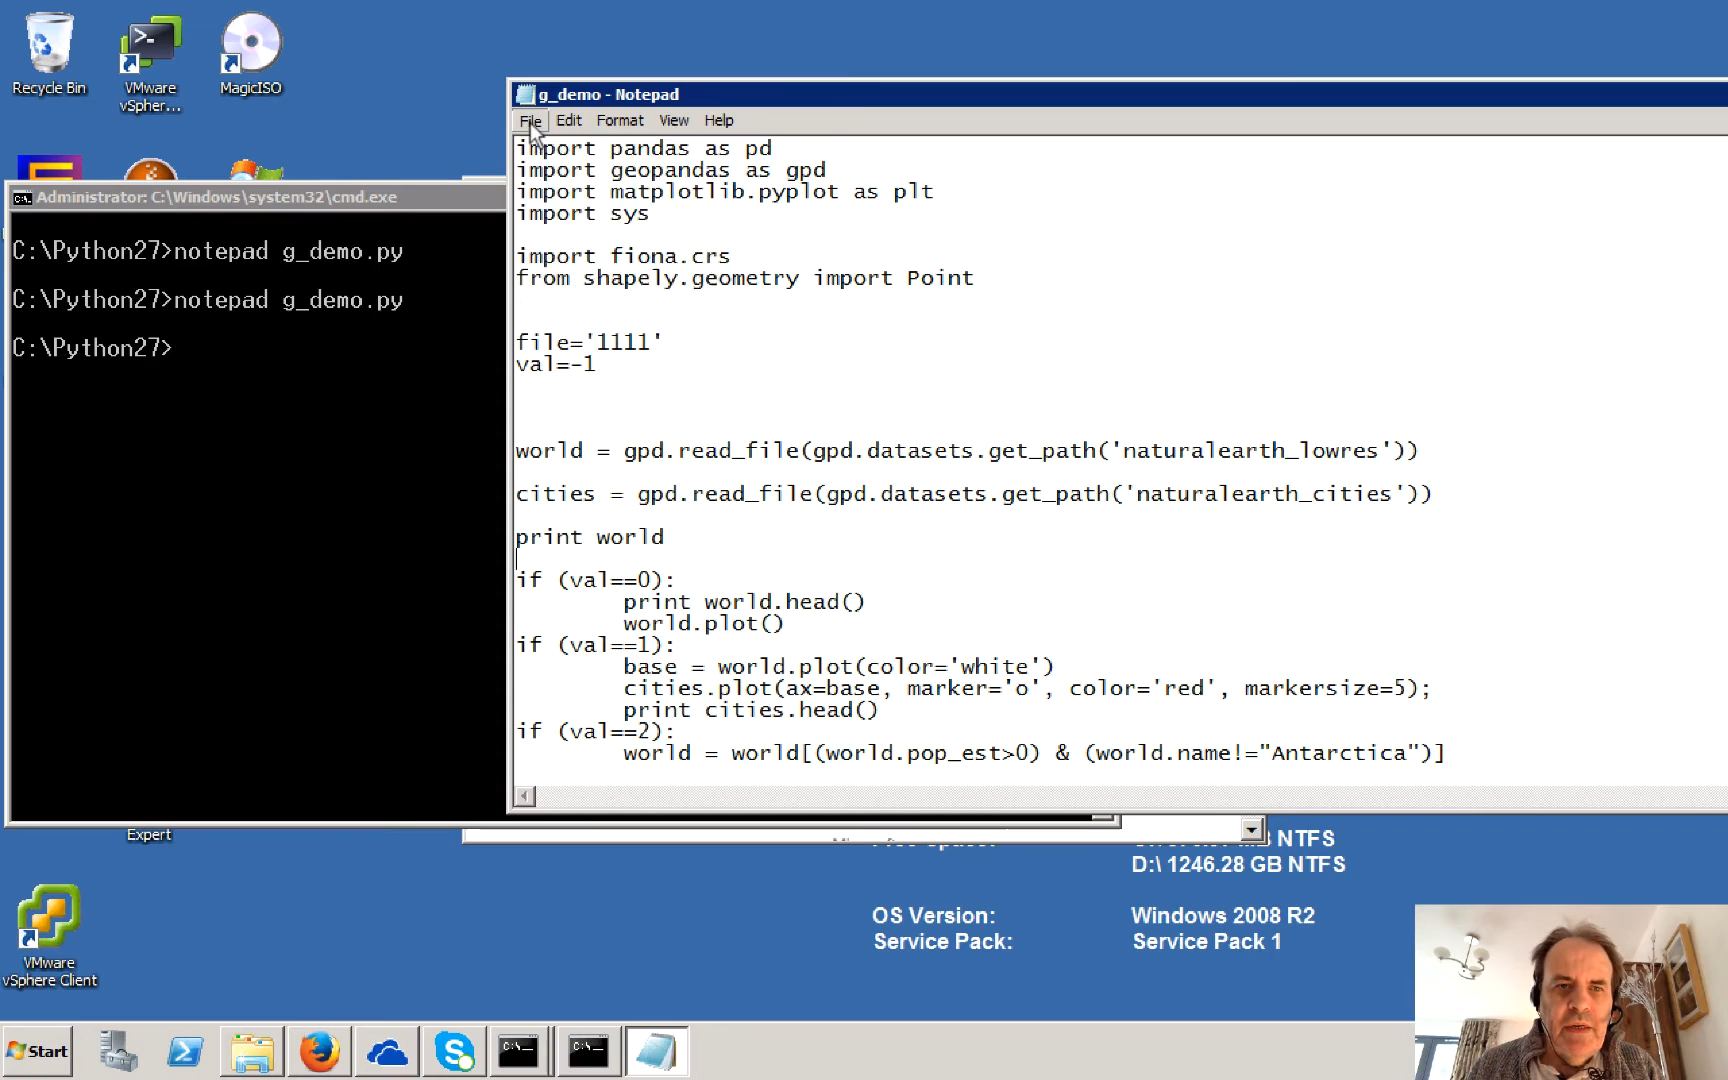 Recycle Bin
VMware
vSpher...
MagicISO
g_demo - Notepad
File Edit Format View Help
import pandas as pd
import geopandas as gpd
import matplotlib.pyplot as plt
import sys
import fiona.crs
from shapely.geometry import Point
file='1111'
val=-1
world = gpd.read_file(gpd.datasets.get_path('naturalearth_lowres'))
cities = gpd.read_file(gpd.datasets.get_path('naturalearth_cities'))
print world
if (val==0):
print world.head()
world.plot()
if (val==1):
base = world.plot(color='white')
cities.plot(ax=base, marker='o', color='red', markersize=5);
print cities.head()
if (val==2):
world = world[(world.pop_est>0) & (world.name!="Antarctica")]
Administrator: C:\Windows\system32\cmd.exe
C:\Python27>notepad g_demo.py
C:\Python27>notepad g_demo.py
C:\Python27>
Expert
NTFS
D:\ 1246.28 GB NTFS
OS Version: Windows 2008 R2
Service Pack: Service Pack 1
VMware
vSphere Client
Start